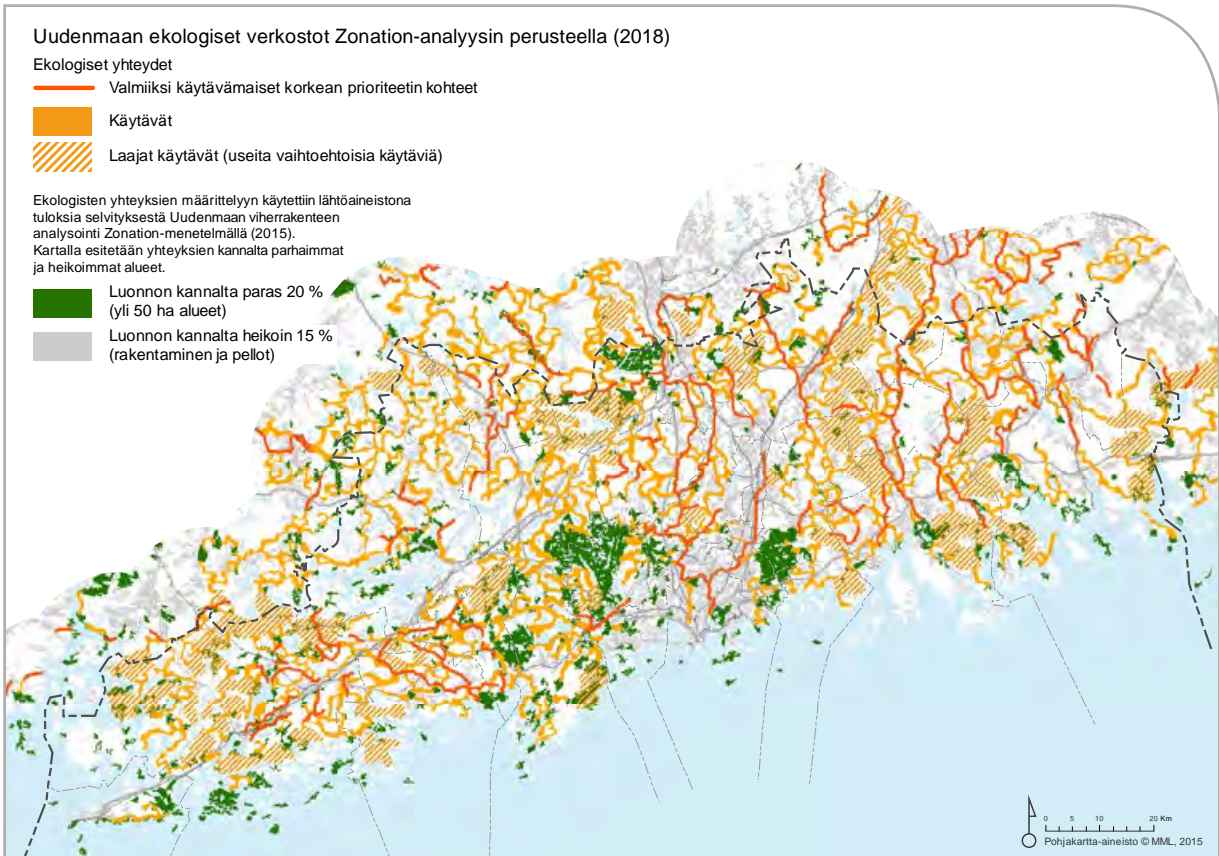 Uudenmaan ekologiset verkostot Zonation-analyysin perusteella (2018)
Ekologiset yhteydet
Valmiiksi käytävämaiset korkean prioriteetin kohteet
Käytävät
Laajat käytävät (useita vaihtoehtoisia käytäviä)
Ekologisten yhteyksien määrittelyyn käytettiin lähtöaineistona
tuloksia selvityksestä Uudenmaan viherrakenteen
analysointi Zonation-menetelmällä (2015).
Kartalla esitetään yhteyksien kannalta parhaimmat
ja heikoimmat alueet.
Luonnon kannalta paras 20 %
(yli 50 ha alueet)
Luonnon kannalta heikoin 15 %
(rakentaminen ja pellot)
0 5 10 20 Km
Pohjakartta-aineisto © MML, 2015